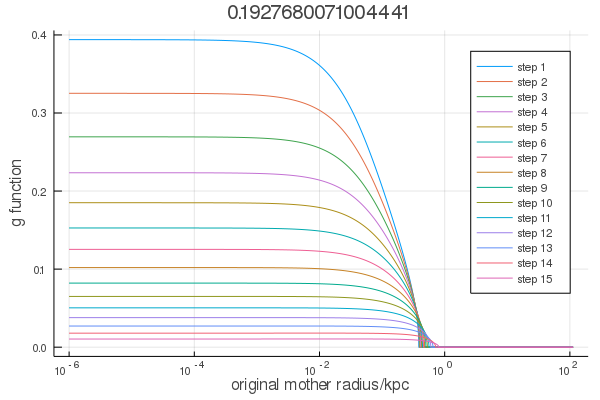 0.1927680071004441
0.4
0.3
0.2
0.1
0.0
g function
10^-6
10^-4
10^-2
10^0
10^2
original mother radius/kpc
step 1
step 2
step 3
step 4
step 5
step 6
step 7
step 8
step 9
step 10
step 11
step 12
step 13
step 14
step 15